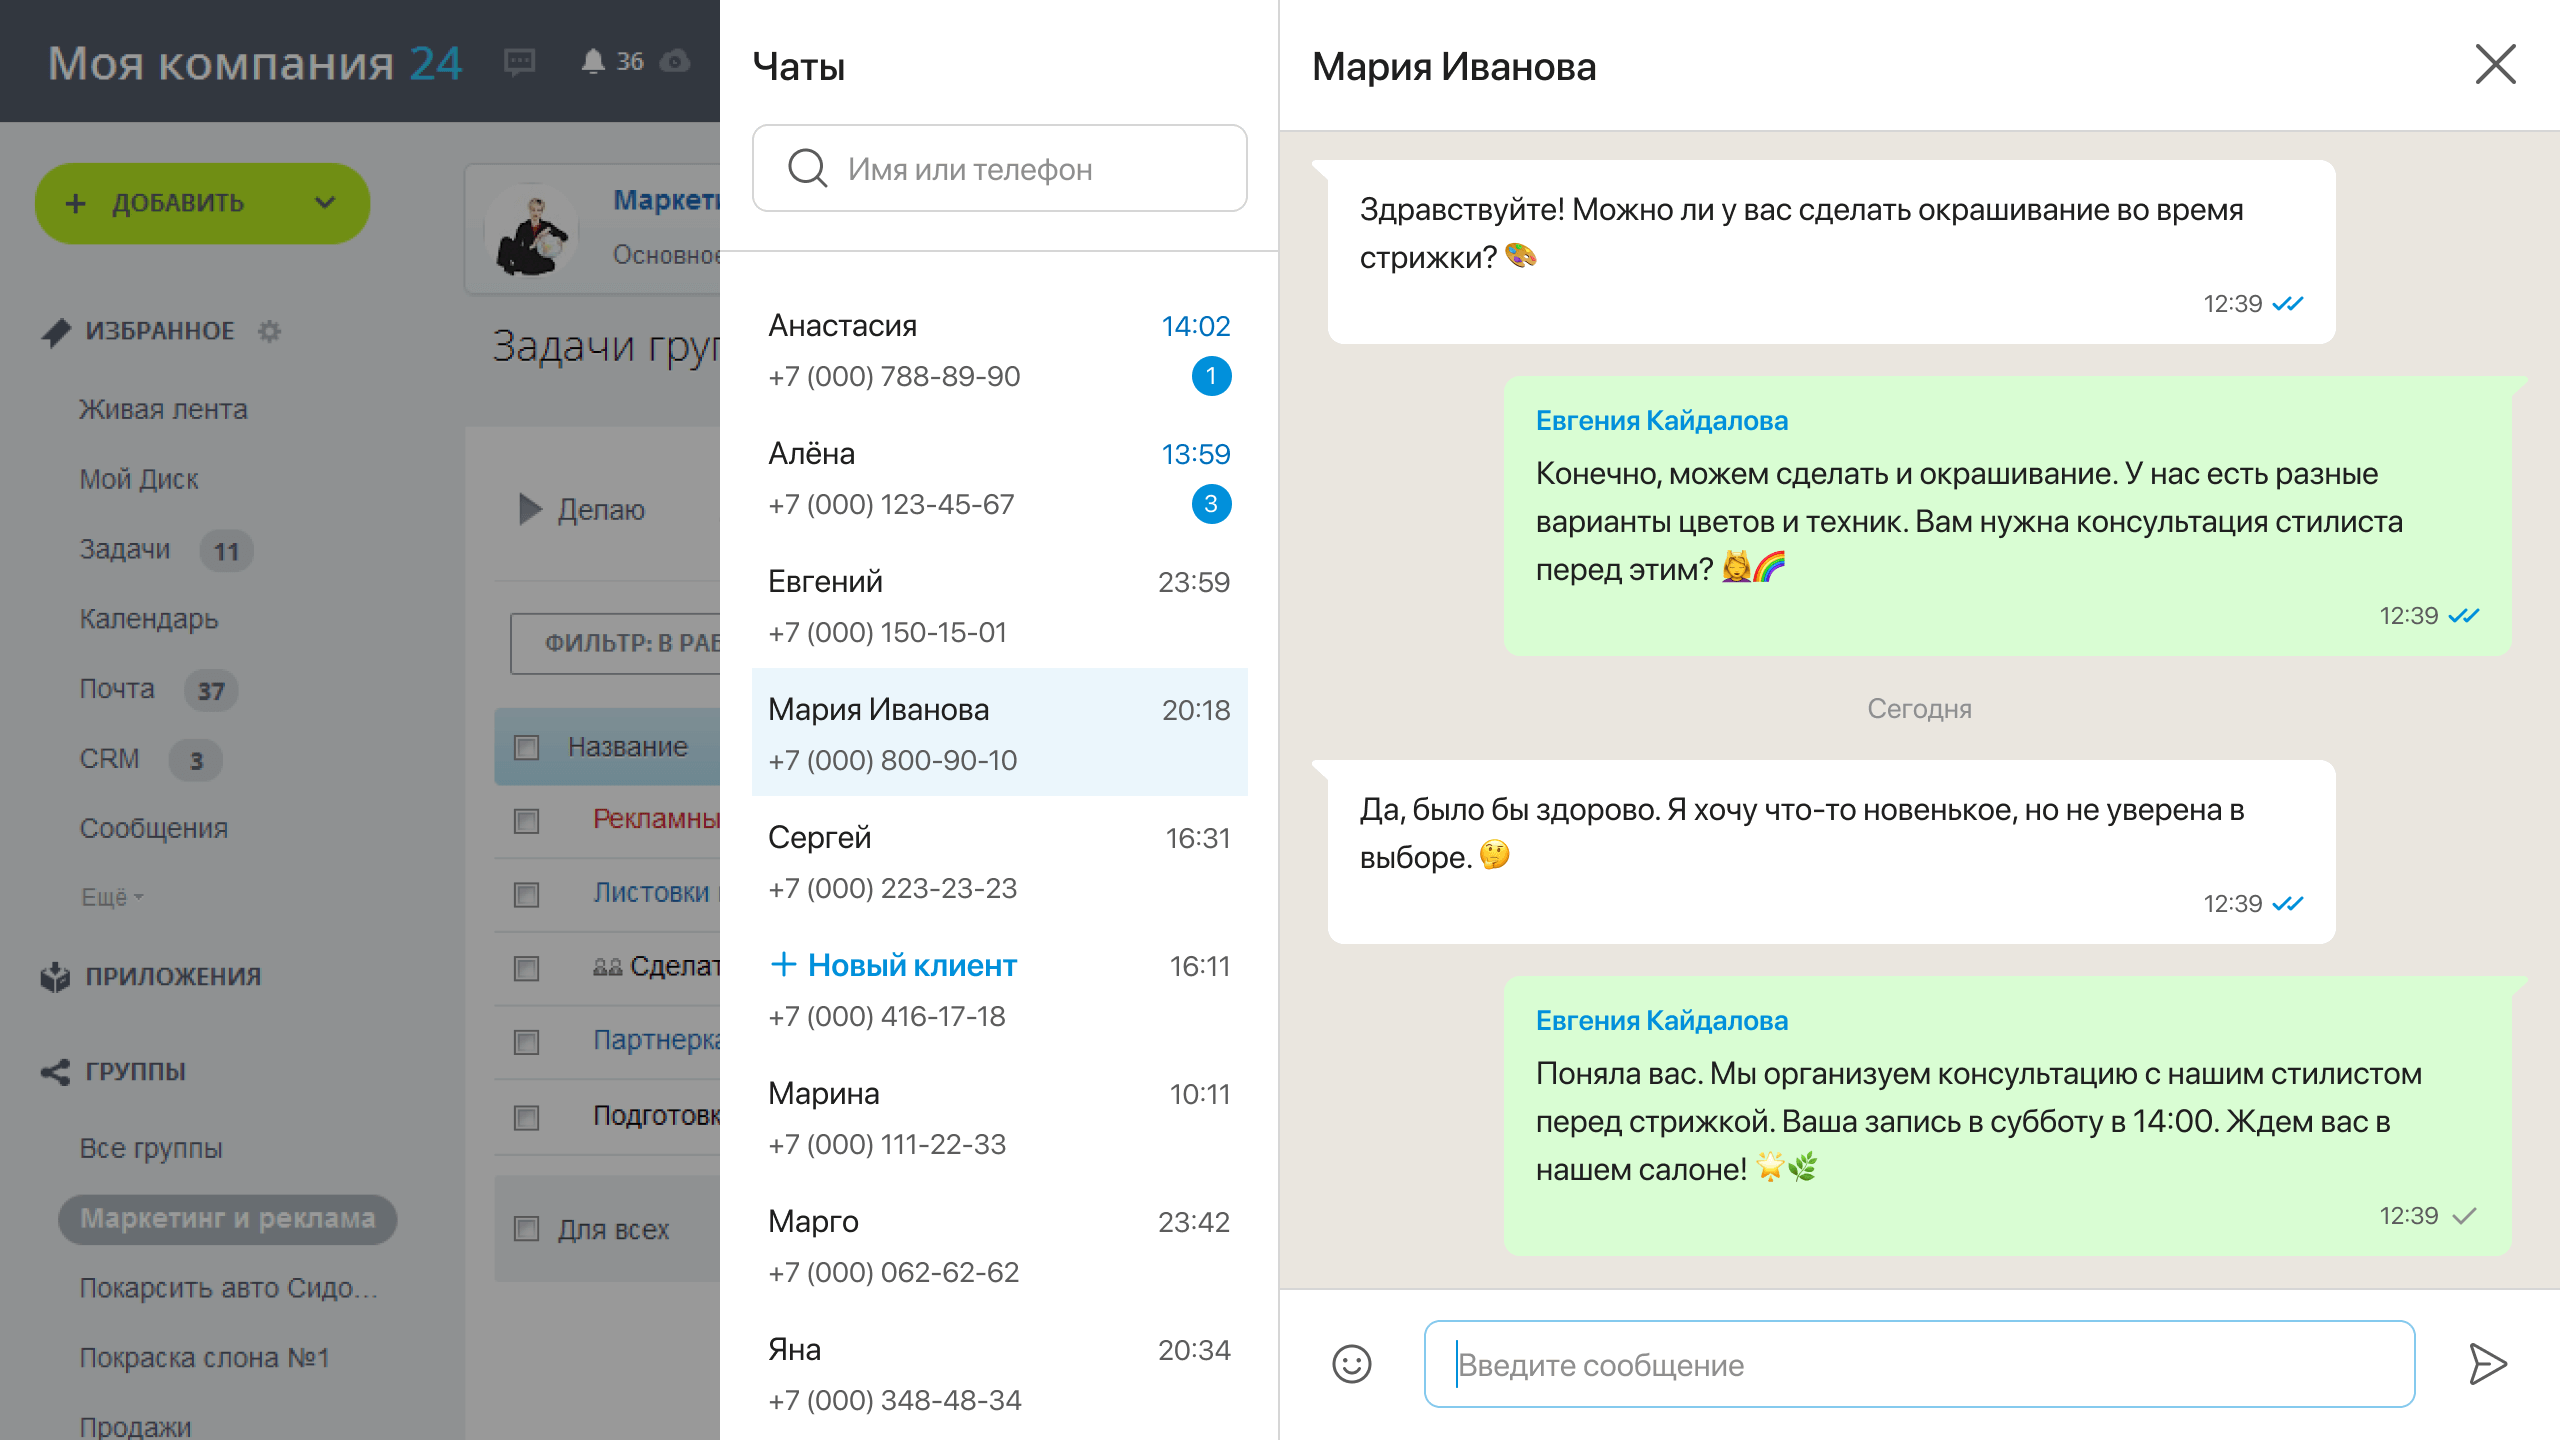 Моя компания 24
36
+ ДОБАВИТЬ
ИЗБРАННОЕ
Живая лента
Мой Диск
Задачи 11
Календарь
Почта 37
CRM 3
Сообщения
Ещё
ПРИЛОЖЕНИЯ
ГРУППЫ
Все группы
Маркетинг и реклама
Покарсить авто Сидо...
Покраска слона №1
Продажи
Маркети
Основное
Задачи груп
Делаю
ФИЛЬТР: В РАБ
Название
Рекламны
Листовки
Сделат
Партнерка
Подготовк
Для всех
Чаты
Имя или телефон
Анастасия 14:02
+7 (000) 788-89-90 1
Алёна 13:59
+7 (000) 123-45-67 3
Евгений 23:59
+7 (000) 150-15-01
Мария Иванова 20:18
+7 (000) 800-90-10
Сергей 16:31
+7 (000) 223-23-23
+ Новый клиент 16:11
+7 (000) 416-17-18
Марина 10:11
+7 (000) 111-22-33
Марго 23:42
+7 (000) 062-62-62
Яна 20:34
+7 (000) 348-48-34
Мария Иванова
Здравствуйте! Можно ли у вас сделать окрашивание во время
стрижки? 🎨
12:39
Евгения Кайдалова
Конечно, можем сделать и окрашивание. У нас есть разные
варианты цветов и техник. Вам нужна консультация стилиста
перед этим? 💆‍♀️🌈
12:39
Сегодня
Да, было бы здорово. Я хочу что-то новенькое, но не уверена в
выборе. 🤔
12:39
Евгения Кайдалова
Поняла вас. Мы организуем консультацию с нашим стилистом
перед стрижкой. Ваша запись в субботу в 14:00. Ждем вас в
нашем салоне! 🌟🌿
12:39
Введите сообщение